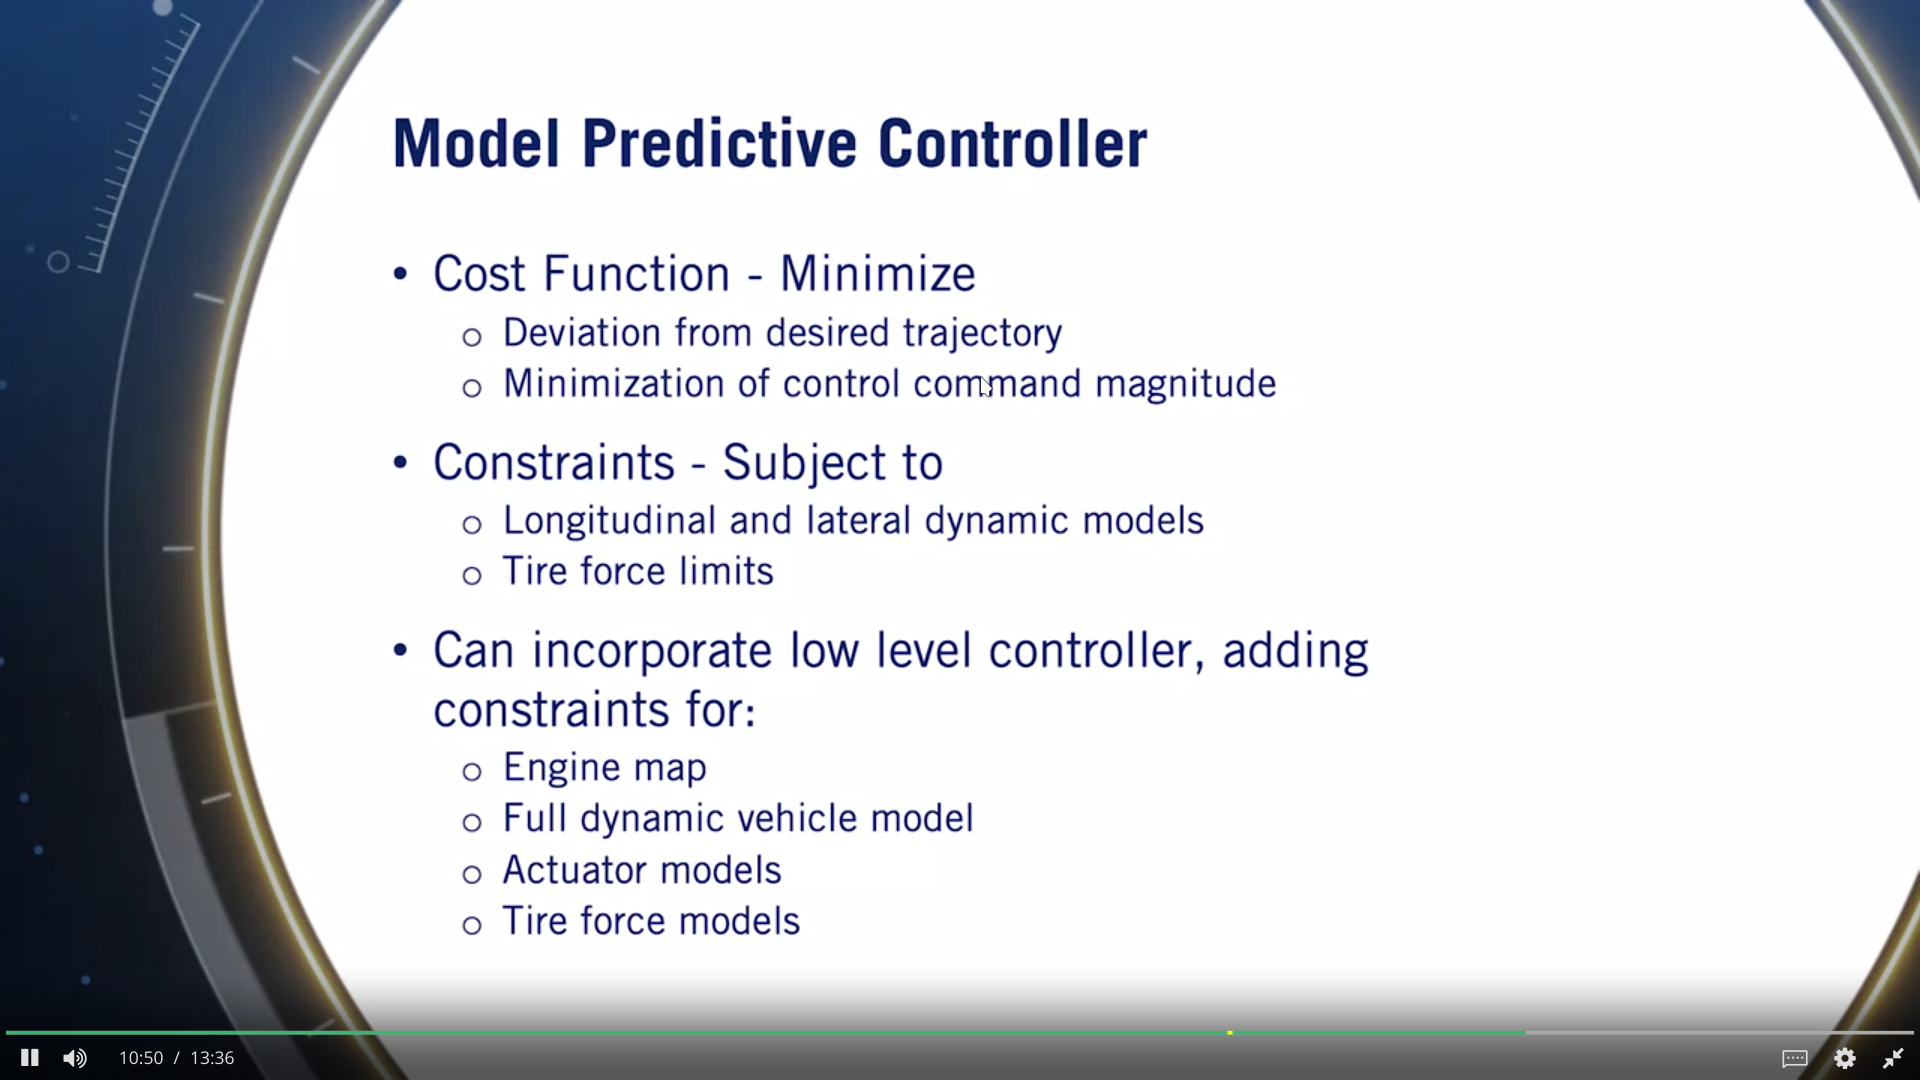 Model Predictive Controller
• Cost Function - Minimize
o Deviation from desired trajectory
o Minimization of control command magnitude
• Constraints - Subject to
o Longitudinal and lateral dynamic models
o Tire force limits
• Can incorporate low level controller, adding
constraints for:
o Engine map
o Full dynamic vehicle model
o Actuator models
o Tire force models
10:50 / 13:36